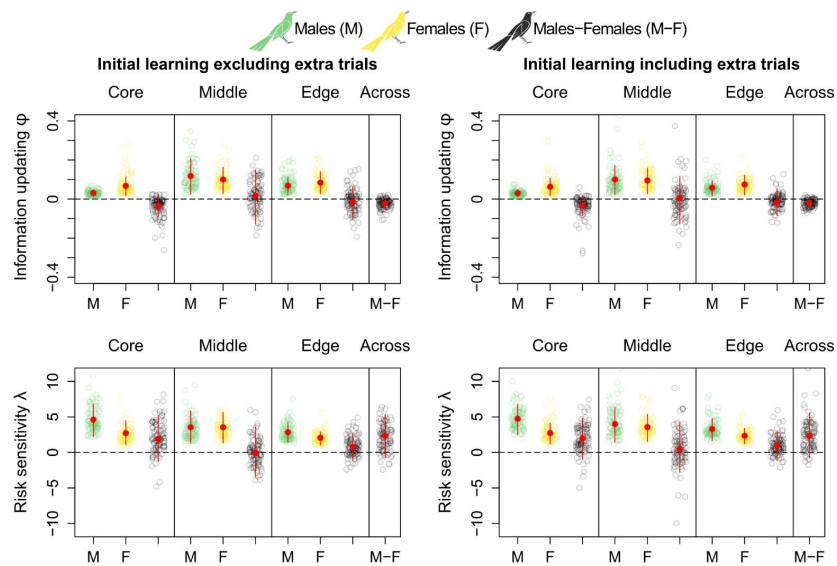 Males (M) Females (F) Males−Females (M−F)
Initial learning excluding extra trials Initial learning including extra trials
Core Middle Edge Across Core Middle Edge Across
Information updating φ
0.4
0
−0.4
M F M F M F M−F
Information updating φ
0.4
0
−0.4
M F M F M F M−F
Core Middle Edge Across Core Middle Edge Across
Risk sensitivity λ
10
5
0
−5
−10
M F M F M F M−F
Risk sensitivity λ
10
5
0
−5
−10
M F M F M F M−F